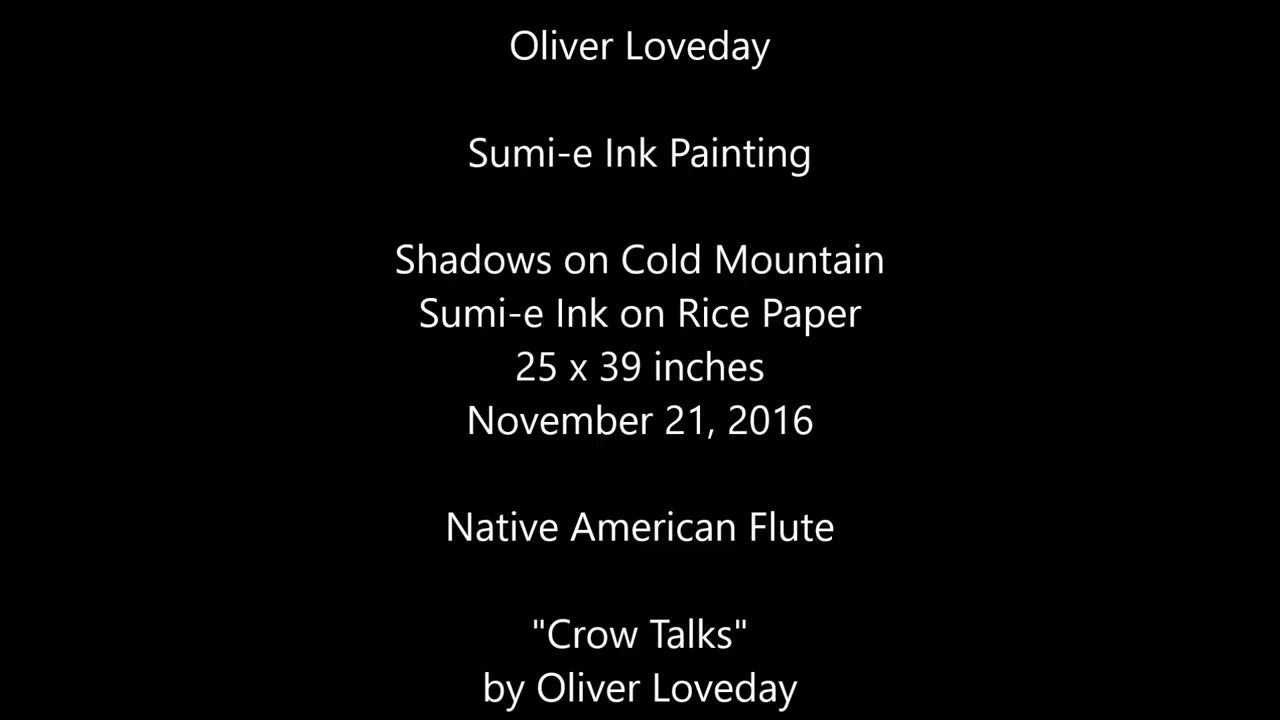 Oliver Loveday
Sumi-e Ink Painting
Shadows on Cold Mountain
Sumi-e Ink on Rice Paper
25 x 39 inches
November 21, 2016
Native American Flute
"Crow Talks"
by Oliver Loveday